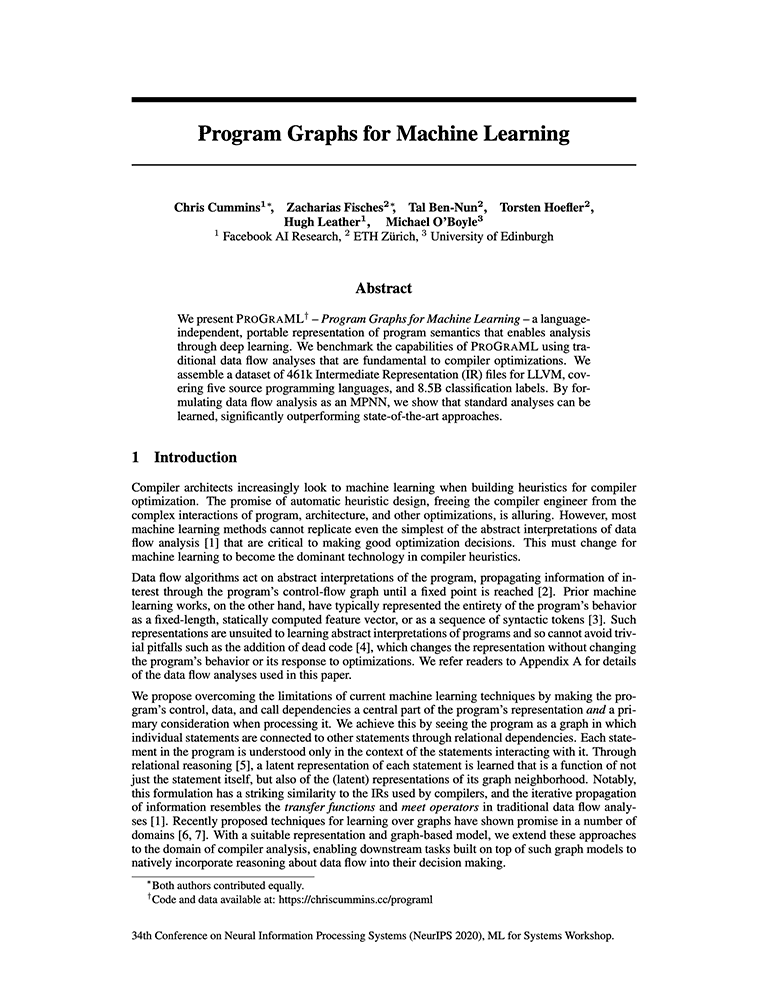 Program Graphs for Machine Learning
Chris Cummins¹*, Zacharias Fisches²*, Tal Ben-Nun², Torsten Hoefler²,
Hugh Leather¹, Michael O'Boyle³
¹ Facebook AI Research, ² ETH Zürich, ³ University of Edinburgh
Abstract
We present PROGRAML† – Program Graphs for Machine Learning – a language-
independent, portable representation of program semantics that enables analysis
through deep learning. We benchmark the capabilities of PROGRAML using tra-
ditional data flow analyses that are fundamental to compiler optimizations. We
assemble a dataset of 461k Intermediate Representation (IR) files for LLVM, cov-
ering five source programming languages, and 8.5B classification labels. By for-
mulating data flow analysis as an MPNN, we show that standard analyses can be
learned, significantly outperforming state-of-the-art approaches.
1 Introduction
Compiler architects increasingly look to machine learning when building heuristics for compiler
optimization. The promise of automatic heuristic design, freeing the compiler engineer from the
complex interactions of program, architecture, and other optimizations, is alluring. However, most
machine learning methods cannot replicate even the simplest of the abstract interpretations of data
flow analysis [1] that are critical to making good optimization decisions. This must change for
machine learning to become the dominant technology in compiler heuristics.
Data flow algorithms act on abstract interpretations of the program, propagating information of in-
terest through the program's control-flow graph until a fixed point is reached [2]. Prior machine
learning works, on the other hand, have typically represented the entirety of the program's behavior
as a fixed-length, statically computed feature vector, or as a sequence of syntactic tokens [3]. Such
representations are unsuited to learning abstract interpretations of programs and so cannot avoid triv-
ial pitfalls such as the addition of dead code [4], which changes the representation without changing
the program's behavior or its response to optimizations. We refer readers to Appendix A for details
of the data flow analyses used in this paper.
We propose overcoming the limitations of current machine learning techniques by making the pro-
gram's control, data, and call dependencies a central part of the program's representation and a pri-
mary consideration when processing it. We achieve this by seeing the program as a graph in which
individual statements are connected to other statements through relational dependencies. Each state-
ment in the program is understood only in the context of the statements interacting with it. Through
relational reasoning [5], a latent representation of each statement is learned that is a function of not
just the statement itself, but also of the (latent) representations of its graph neighborhood. Notably,
this formulation has a striking similarity to the IRs used by compilers, and the iterative propagation
of information resembles the transfer functions and meet operators in traditional data flow analy-
ses [1]. Recently proposed techniques for learning over graphs have shown promise in a number of
domains [6, 7]. With a suitable representation and graph-based model, we extend these approaches
to the domain of compiler analysis, enabling downstream tasks built on top of such graph models to
natively incorporate reasoning about data flow into their decision making.
*Both authors contributed equally.
†Code and data available at: https://chriscummins.cc/programl
34th Conference on Neural Information Processing Systems (NeurIPS 2020), ML for Systems Workshop.